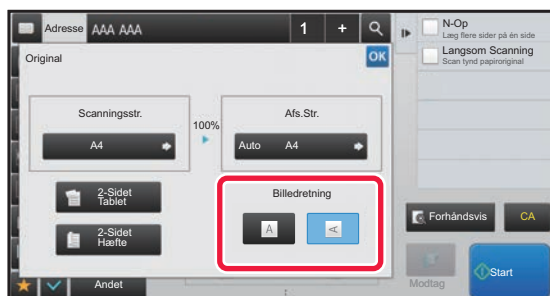 Adresse AAA AAA 1 +
N-Op
Læg flere sider på én side
Langsom Scanning
Scan tynd papiroriginal
Original
OK
Scanningsstr.
100%
Afs.Str.
A4
Auto A4
2-Sidet
Tablet
2-Sidet
Hæfte
Billedretning
A
A
Forhåndsvis
CA
Modtag
Start
Andet